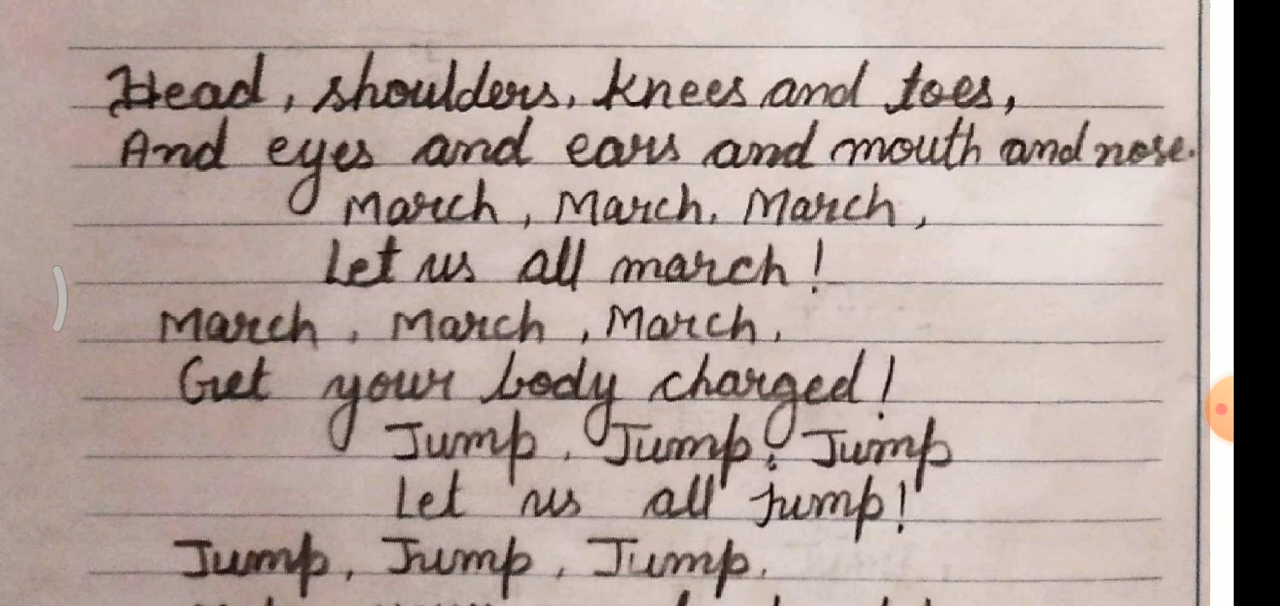 Head, shoulders, knees and toes,
And eyes and ears and mouth and nose.
March, March, March,
Let us all march!
March, March, March,
Get your body charged!
Jump, Jump, Jump
Let us all jump!
Jump, Jump, Jump,